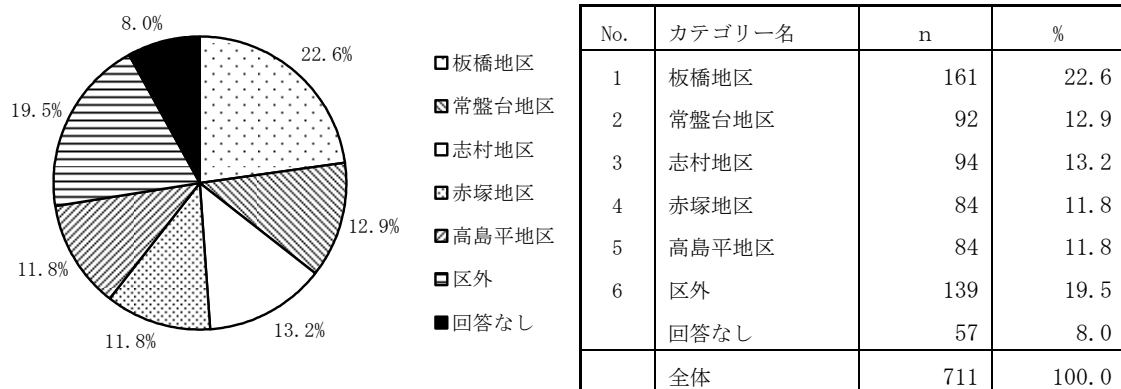 8.0%
22.6%
19.5%
12.9%
11.8%
11.8%
13.2%
板橋地区
常盤台地区
志村地区
赤塚地区
高島平地区
区外
回答なし
No. カテゴリー名 n %
1 板橋地区 161 22.6
2 常盤台地区 92 12.9
3 志村地区 94 13.2
4 赤塚地区 84 11.8
5 高島平地区 84 11.8
6 区外 139 19.5
回答なし 57 8.0
全体 711 100.0